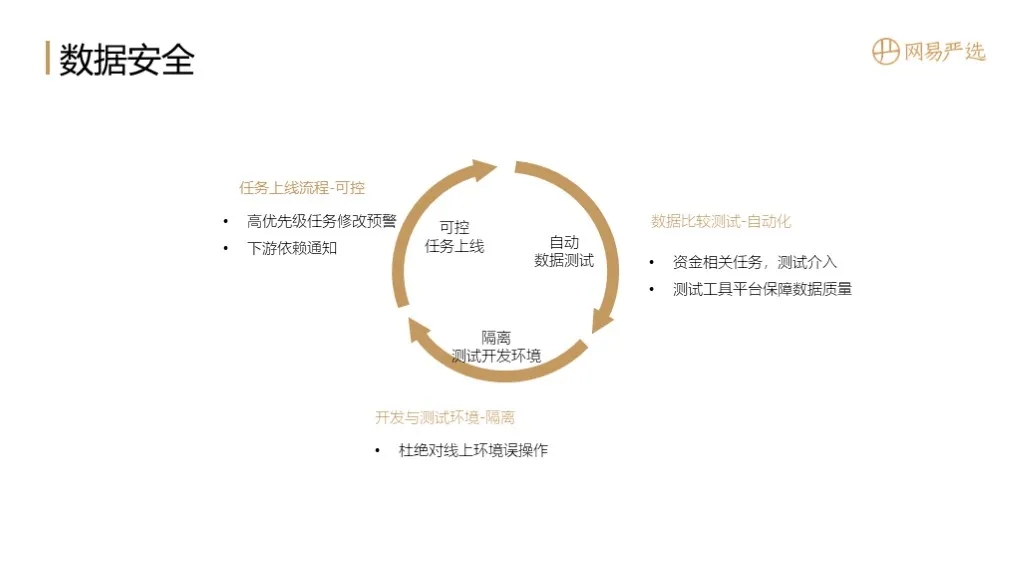 数据安全
网易严选
任务上线流程-可控
• 高优先级任务修改预警
• 下游依赖通知
可控
任务上线
自动
数据测试
数据比较测试-自动化
• 资金相关任务，测试介入
• 测试工具平台保障数据质量
隔离
测试开发环境
开发与测试环境-隔离
• 杜绝对线上环境误操作